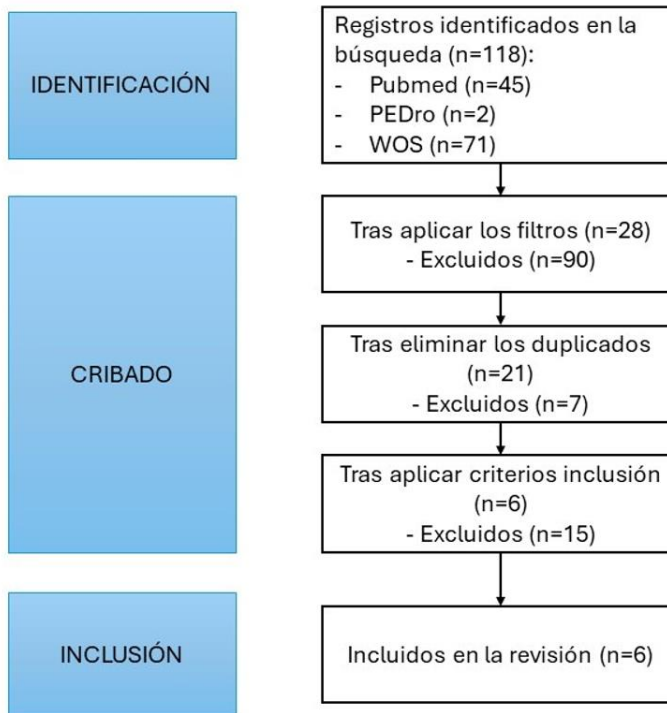 IDENTIFICACIÓN
Registros identificados en la
búsqueda (n=118):
- Pubmed (n=45)
- PEDro (n=2)
- WOS (n=71)
CRIBADO
Tras aplicar los filtros (n=28)
- Excluidos (n=90)
Tras eliminar los duplicados
(n=21)
- Excluidos (n=7)
Tras aplicar criterios inclusión
(n=6)
- Excluidos (n=15)
INCLUSIÓN
Incluidos en la revisión (n=6)